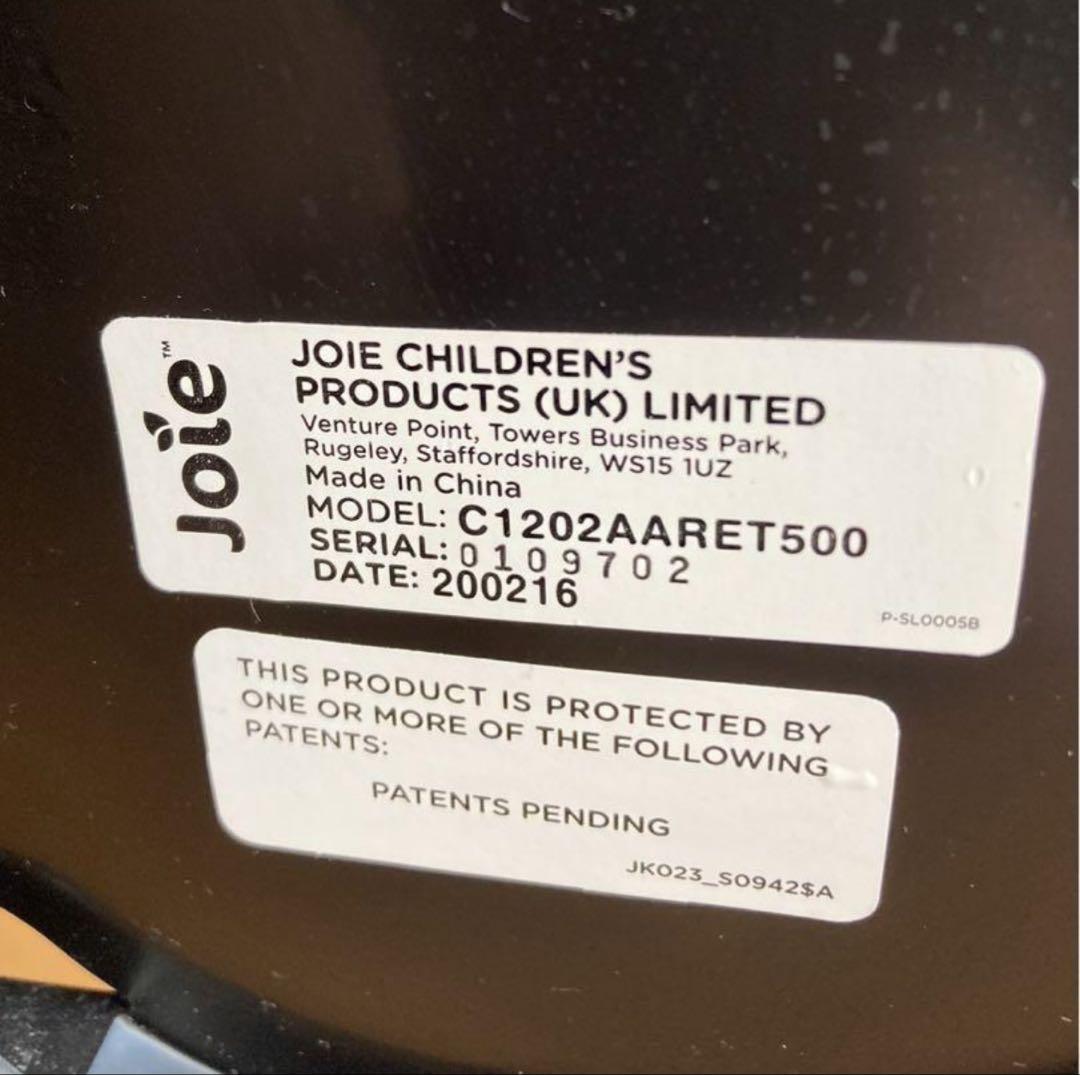 Joie™
JOIE CHILDREN'S
PRODUCTS (UK) LIMITED
Venture Point, Towers Business Park,
Rugeley, Staffordshire, WS15 1UZ
Made in China
MODEL: C1202AARET500
SERIAL: 0109702
DATE: 200216
P-SL0005B
THIS PRODUCT IS PROTECTED BY
ONE OR MORE OF THE FOLLOWING
PATENTS:
PATENTS PENDING
JK023_S0942$A